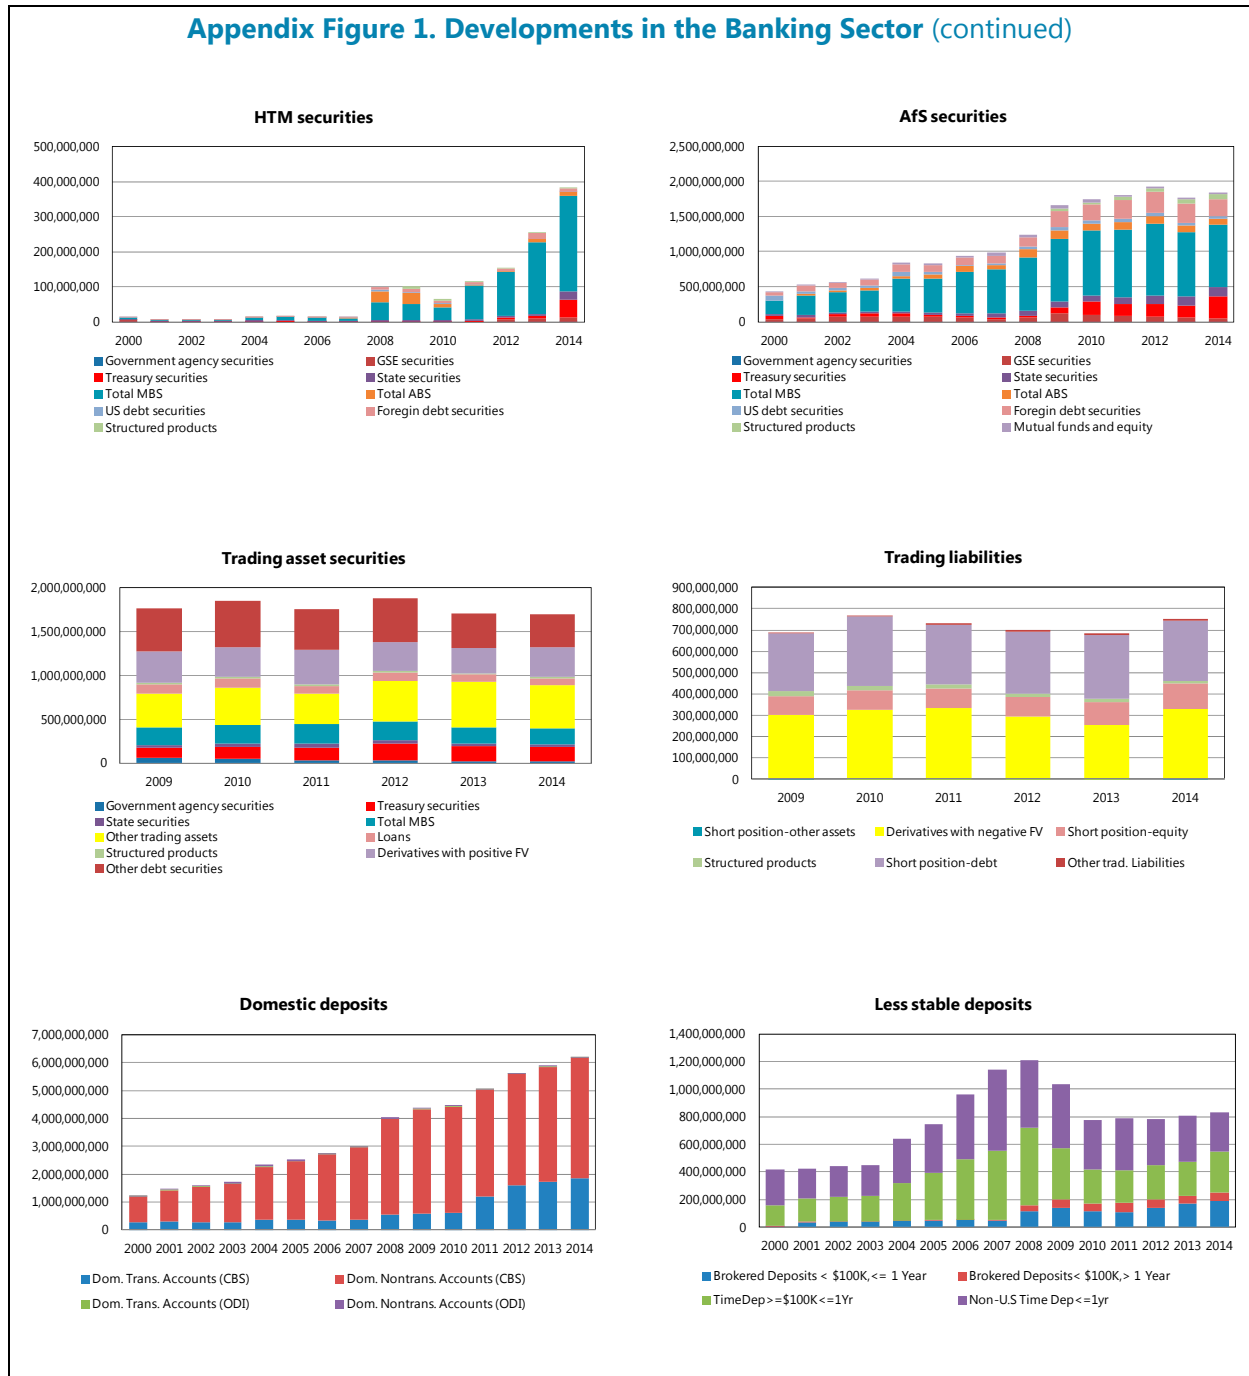 Appendix Figure 1. Developments in the Banking Sector (continued)
HTM securities
500,000,000
400,000,000
300,000,000
200,000,000
100,000,000
0
2000 2002 2004 2006 2008 2010 2012 2014
Government agency securities GSE securities
Treasury securities State securities
Total MBS Total ABS
US debt securities Foregin debt securities
Structured products
AfS securities
2,500,000,000
2,000,000,000
1,500,000,000
1,000,000,000
500,000,000
0
2000 2002 2004 2006 2008 2010 2012 2014
Government agency securities GSE securities
Treasury securities State securities
Total MBS Total ABS
US debt securities Foregin debt securities
Structured products Mutual funds and equity
Trading asset securities
2,000,000,000
1,500,000,000
1,000,000,000
500,000,000
0
2009 2010 2011 2012 2013 2014
Government agency securities Treasury securities
State securities Total MBS
Other trading assets Loans
Structured products Derivatives with positive FV
Other debt securities
Trading liabilities
900,000,000
800,000,000
700,000,000
600,000,000
500,000,000
400,000,000
300,000,000
200,000,000
100,000,000
0
2009 2010 2011 2012 2013 2014
Short position-other assets Derivatives with negative FV Short position-equity
Structured products Short position-debt Other trad. Liabilities
Domestic deposits
7,000,000,000
6,000,000,000
5,000,000,000
4,000,000,000
3,000,000,000
2,000,000,000
1,000,000,000
0
2000 2001 2002 2003 2004 2005 2006 2007 2008 2009 2010 2011 2012 2013 2014
Dom. Trans. Accounts (CBS) Dom. Nontrans. Accounts (CBS)
Dom. Trans. Accounts (ODI) Dom. Nontrans. Accounts (ODI)
Less stable deposits
1,400,000,000
1,200,000,000
1,000,000,000
800,000,000
600,000,000
400,000,000
200,000,000
0
2000 2001 2002 2003 2004 2005 2006 2007 2008 2009 2010 2011 2012 2013 2014
Brokered Deposits < $100K,<= 1 Year Brokered Deposits< $100K,> 1 Year
TimeDep>=$100K<=1Yr Non-U.S Time Dep<=1yr